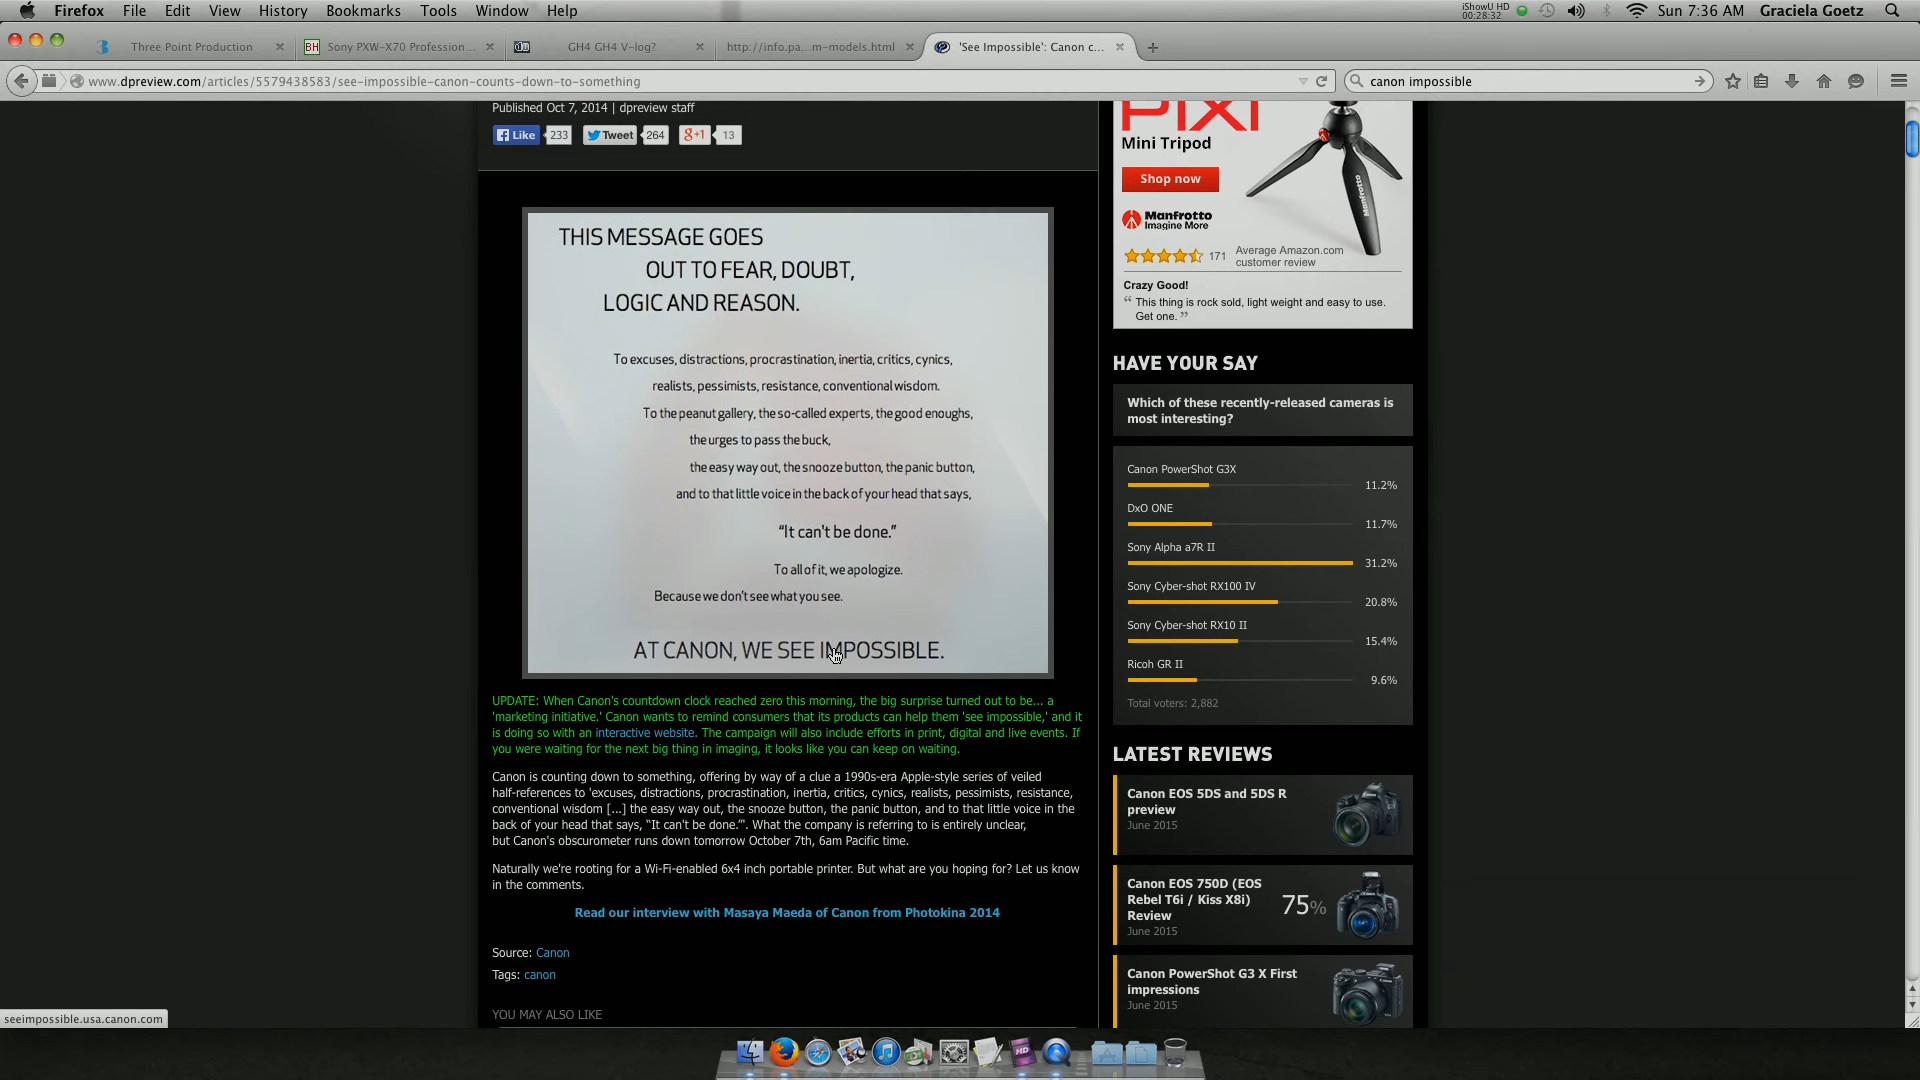 Firefox File Edit View History Bookmarks Tools Window Help
iShowU HD
00:28:32
Sun 7:36 AM Graciela Goetz
Three Point Production
BH Sony PXW-X70 Profession...
GH4 GH4 V-log?
http://info.pa...m-models.html
'See Impossible': Canon c...
www.dpreview.com/articles/5579438583/see-impossible-canon-counts-down-to-something
canon impossible
Published Oct 7, 2014 | dpreview staff
Like 233 Tweet 264 g+1 13
THIS MESSAGE GOES
OUT TO FEAR, DOUBT,
LOGIC AND REASON.
To excuses, distractions, procrastination, inertia, critics, cynics,
realists, pessimists, resistance, conventional wisdom.
To the peanut gallery, the so-called experts, the good enoughs,
the urges to pass the buck,
the easy way out, the snooze button, the panic button,
and to that little voice in the back of your head that says,
“It can't be done.”
To all of it, we apologize.
Because we don't see what you see.
AT CANON, WE SEE IMPOSSIBLE.
UPDATE: When Canon's countdown clock reached zero this morning, the big surprise turned out to be... a
'marketing initiative.' Canon wants to remind consumers that its products can help them 'see impossible,' and it
is doing so with an interactive website. The campaign will also include efforts in print, digital and live events. If
you were waiting for the next big thing in imaging, it looks like you can keep on waiting.
Canon is counting down to something, offering by way of a clue a 1990s-era Apple-style series of veiled
half-references to 'excuses, distractions, procrastination, inertia, critics, cynics, realists, pessimists, resistance,
conventional wisdom [...] the easy way out, the snooze button, the panic button, and to that little voice in the
back of your head that says, “It can't be done.”'. What the company is referring to is entirely unclear,
but Canon's obscurometer runs down tomorrow October 7th, 6am Pacific time.
Naturally we're rooting for a Wi-Fi-enabled 6x4 inch portable printer. But what are you hoping for? Let us know
in the comments.
Read our interview with Masaya Maeda of Canon from Photokina 2014
Source: Canon
Tags: canon
YOU MAY ALSO LIKE
PIXI
Mini Tripod
Shop now
Manfrotto
Manfrotto
Imagine More
171 Average Amazon.com
customer review
Crazy Good!
“ This thing is rock sold, light weight and easy to use.
Get one. ”
HAVE YOUR SAY
Which of these recently-released cameras is
most interesting?
Canon PowerShot G3X
11.2%
DxO ONE
11.7%
Sony Alpha a7R II
31.2%
Sony Cyber-shot RX100 IV
20.8%
Sony Cyber-shot RX10 II
15.4%
Ricoh GR II
9.6%
Total voters: 2,882
LATEST REVIEWS
Canon EOS 5DS and 5DS R
preview
June 2015
Canon EOS 750D (EOS
Rebel T6i / Kiss X8i)
Review
June 2015
75%
Canon PowerShot G3 X First
impressions
June 2015
seeimpossible.usa.canon.com
HD